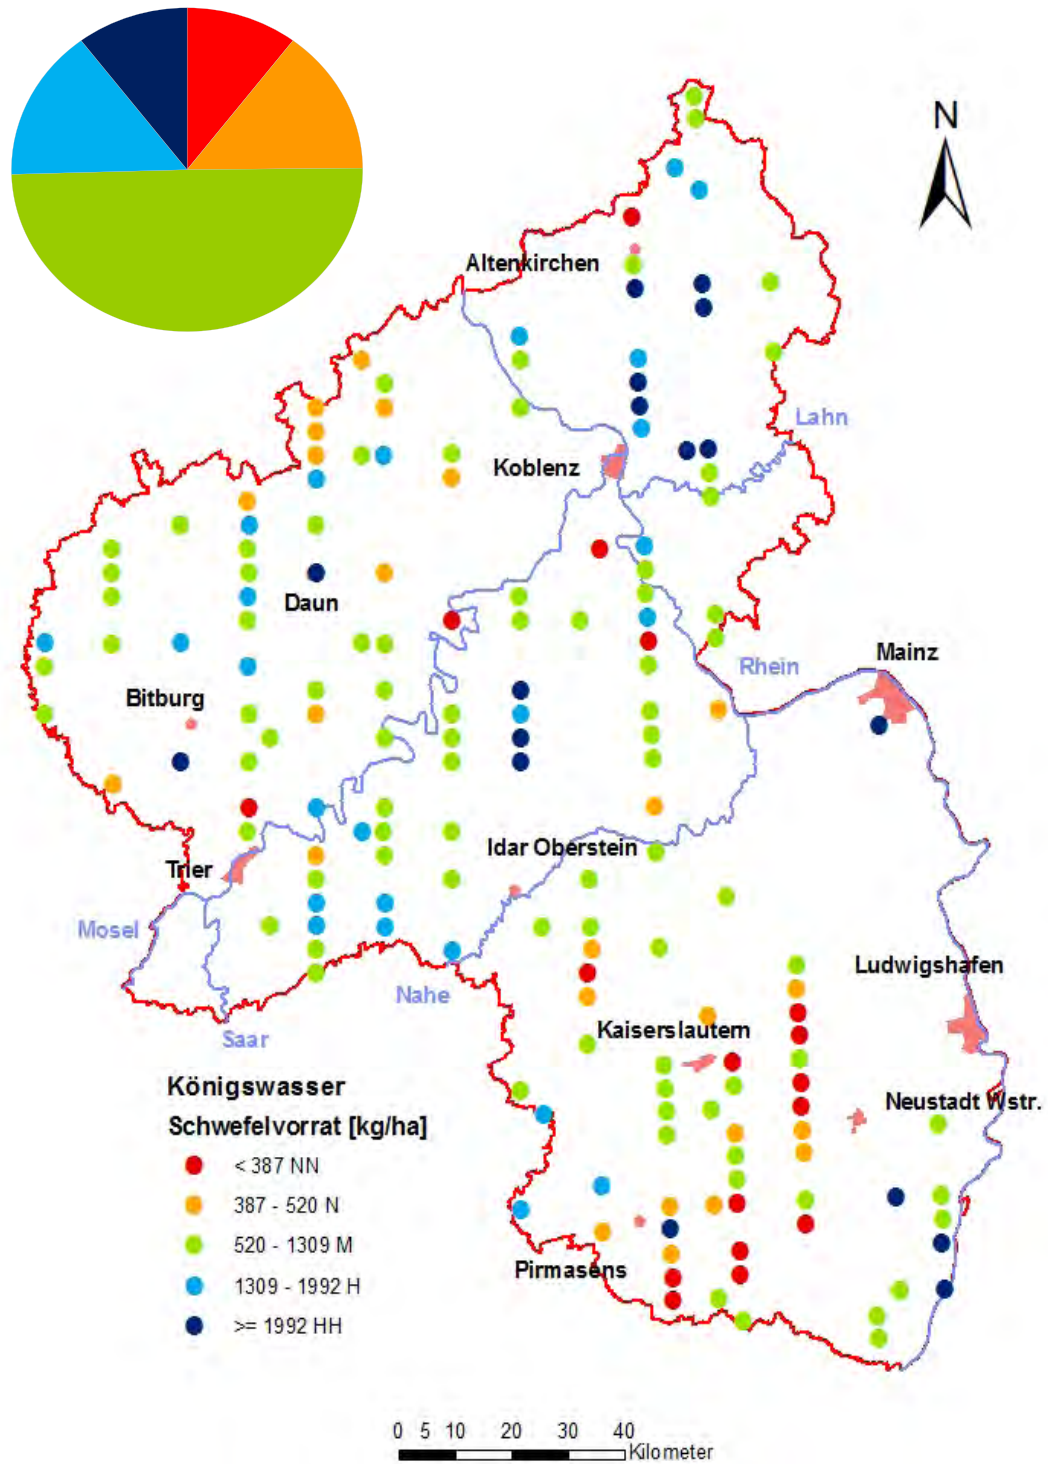 N
Altenkirchen
Lahn
Koblenz
Daun
Rhein
Mainz
Bitburg
Idar Oberstein
Trier
Mosel
Ludwigshafen
Nahe
Kaiserslautern
Saar
Königswasser
Neustadt Wstr.
Schwefelvorrat [kg/ha]
< 387 NN
387 - 520 N
520 - 1309 M
1309 - 1992 H
>= 1992 HH
Pirmasens
0 5 10 20 30 40
Kilometer